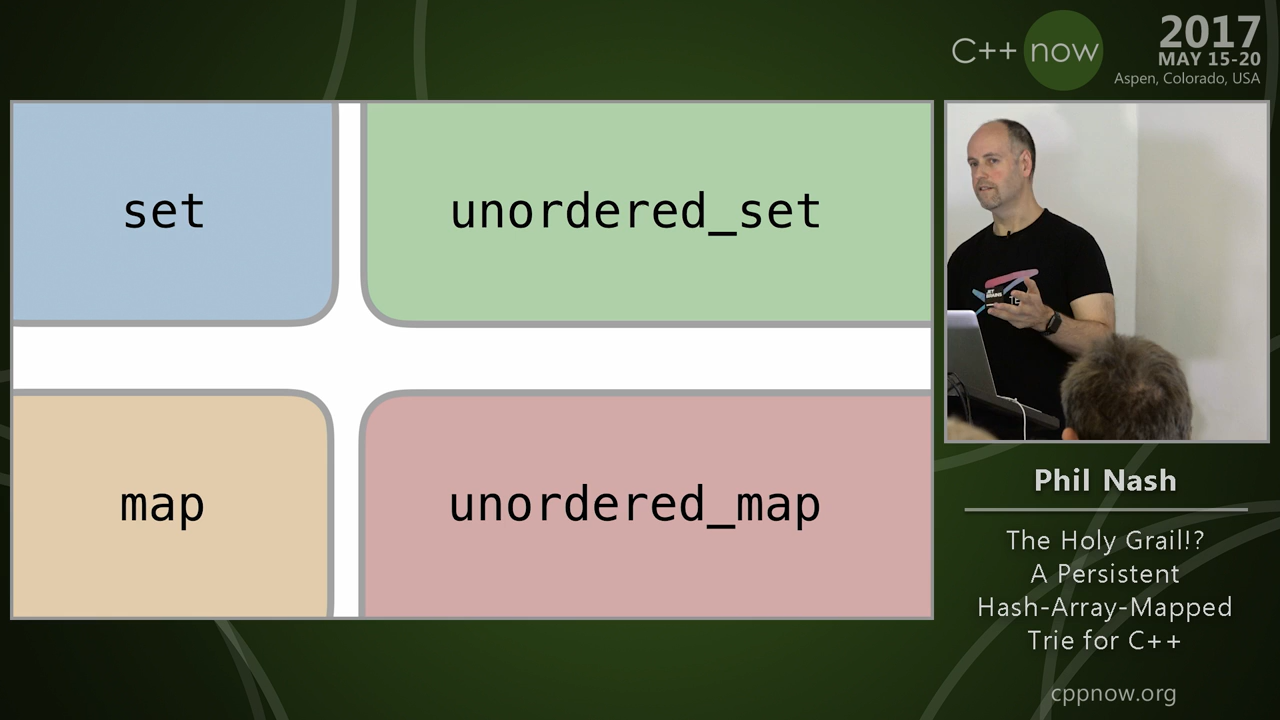 C++ now
2017
MAY 15-20
Aspen, Colorado, USA
set
unordered_set
map
unordered_map
Phil Nash
The Holy Grail!?
A Persistent
Hash-Array-Mapped
Trie for C++
cppnow.org